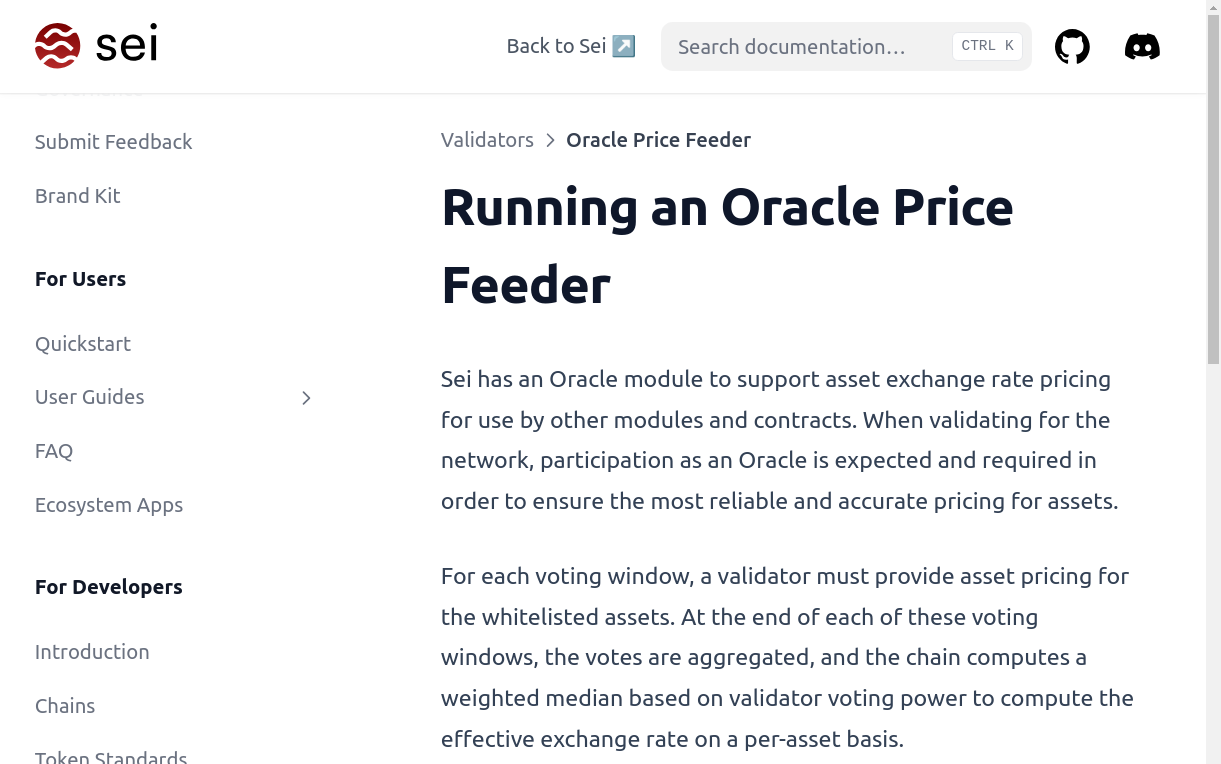 sei
Back to Sei ↗️
Search documentation…
CTRL K
Submit Feedback
Brand Kit
For Users
Quickstart
User Guides
FAQ
Ecosystem Apps
For Developers
Introduction
Chains
Token Standards
Validators > Oracle Price Feeder
Running an Oracle Price
Feeder
Sei has an Oracle module to support asset exchange rate pricing
for use by other modules and contracts. When validating for the
network, participation as an Oracle is expected and required in
order to ensure the most reliable and accurate pricing for assets.
For each voting window, a validator must provide asset pricing for
the whitelisted assets. At the end of each of these voting
windows, the votes are aggregated, and the chain computes a
weighted median based on validator voting power to compute the
effective exchange rate on a per-asset basis.